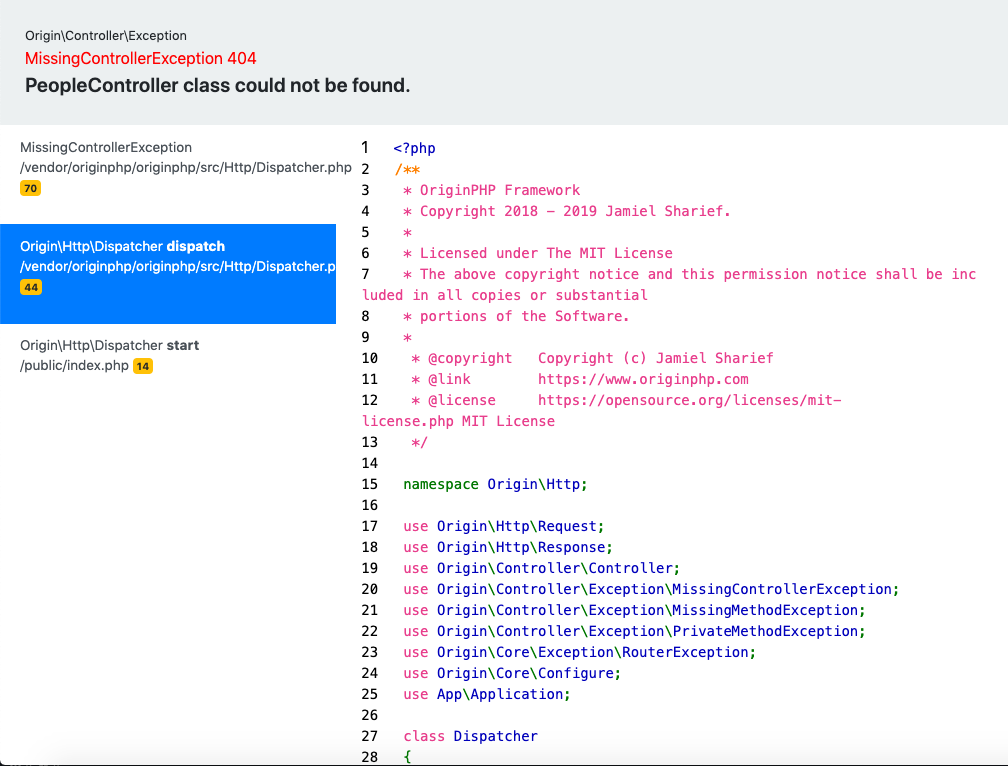 Origin\Controller\Exception
MissingControllerException 404
PeopleController class could not be found.
MissingControllerException
/vendor/originphp/originphp/src/Http/Dispatcher.php
70
Origin\Http\Dispatcher dispatch
/vendor/originphp/originphp/src/Http/Dispatcher.p
44
Origin\Http\Dispatcher start
/public/index.php 14
1 <?php
2 /**
3 * OriginPHP Framework
4 * Copyright 2018 – 2019 Jamiel Sharief.
5 *
6 * Licensed under The MIT License
7 * The above copyright notice and this permission notice shall be inc
luded in all copies or substantial
8 * portions of the Software.
9 *
10 * @copyright Copyright (c) Jamiel Sharief
11 * @link https://www.originphp.com
12 * @license https://opensource.org/licenses/mit-
license.php MIT License
13 */
14
15 namespace Origin\Http;
16
17 use Origin\Http\Request;
18 use Origin\Http\Response;
19 use Origin\Controller\Controller;
20 use Origin\Controller\Exception\MissingControllerException;
21 use Origin\Controller\Exception\MissingMethodException;
22 use Origin\Controller\Exception\PrivateMethodException;
23 use Origin\Core\Exception\RouterException;
24 use Origin\Core\Configure;
25 use App\Application;
26
27 class Dispatcher
28 {